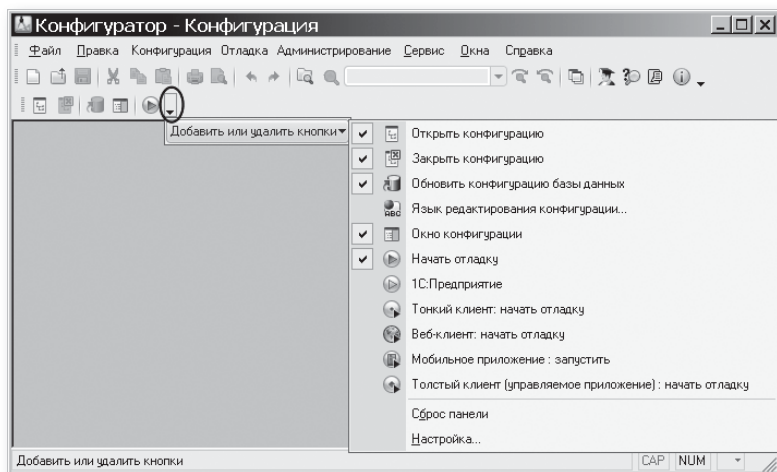 Конфигуратор - Конфигурация
Файл Правка Конфигурация Отладка Администрирование Сервис Окна Справка
Добавить или удалить кнопки
Открыть конфигурацию
Закрыть конфигурацию
Обновить конфигурацию базы данных
ABC Язык редактирования конфигурации...
Окно конфигурации
Начать отладку
1С:Предприятие
Тонкий клиент: начать отладку
Веб-клиент: начать отладку
Мобильное приложение : запустить
Толстый клиент (управляемое приложение) : начать отладку
Сброс панели
Настройка...
Добавить или удалить кнопки CAP NUM